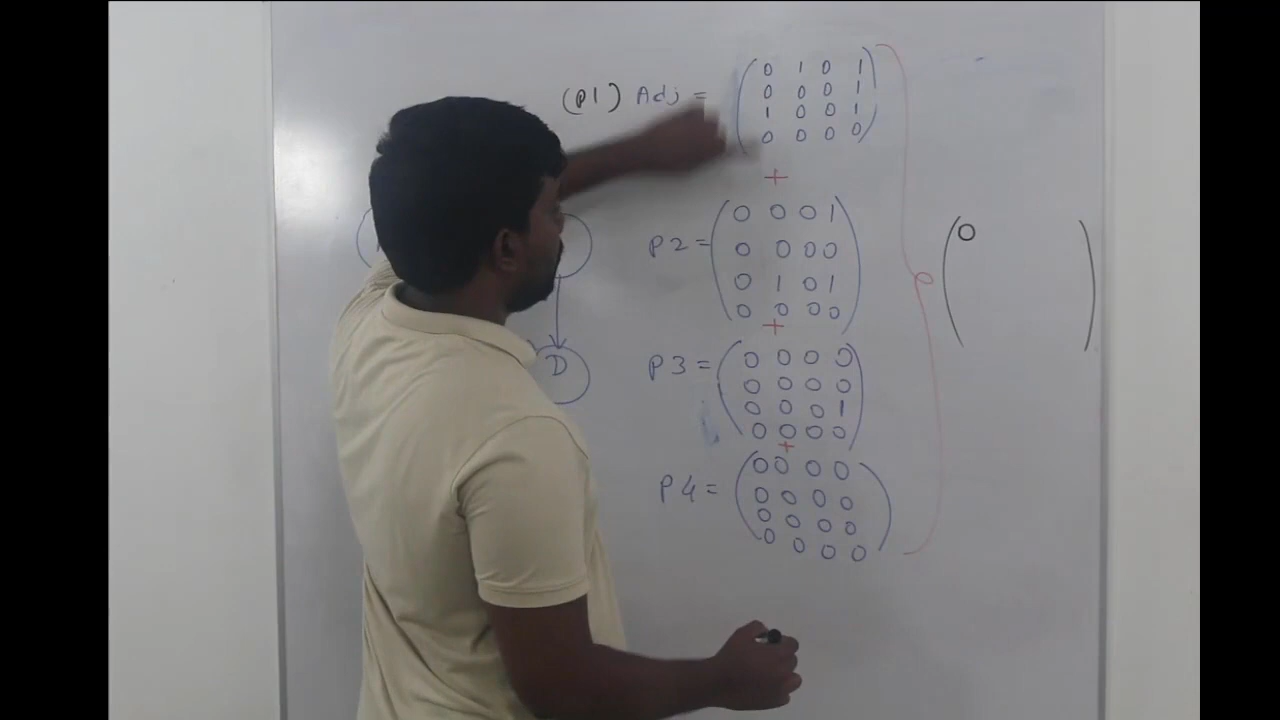 (P1) Adj =
0 1 0 1
0 0 0 1
1 0 0 1
0 0 0 0
+
P2 =
0 0 0 1
0 0 0 0
0 1 0 1
0 0 0 0
+
P3 =
0 0 0 0
0 0 0 0
0 0 0 1
0 0 0 0
+
P4 =
0 0 0 0
0 0 0 0
0 0 0 0
0 0 0 0
0
D